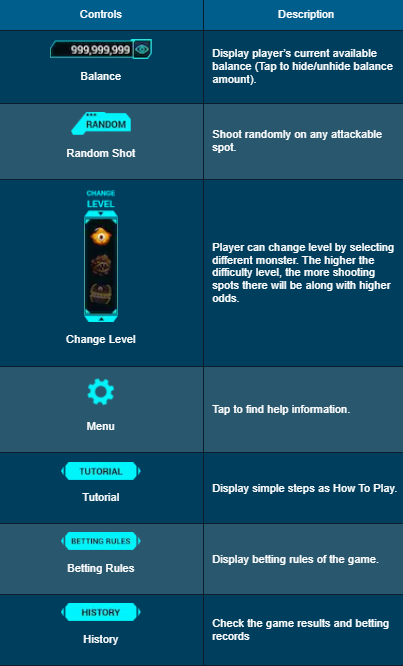 Controls
Description
999,999,999
Balance
Display player's current available
balance (Tap to hide/unhide balance
amount).
RANDOM
Random Shot
Shoot randomly on any attackable
spot.
CHANGE
LEVEL
Change Level
Player can change level by selecting
different monster. The higher the
difficulty level, the more shooting
spots there will be along with higher
odds.
Menu
Tap to find help information.
TUTORIAL
Tutorial
Display simple steps as How To Play.
BETTING RULES
Betting Rules
Display betting rules of the game.
HISTORY
History
Check the game results and betting
records